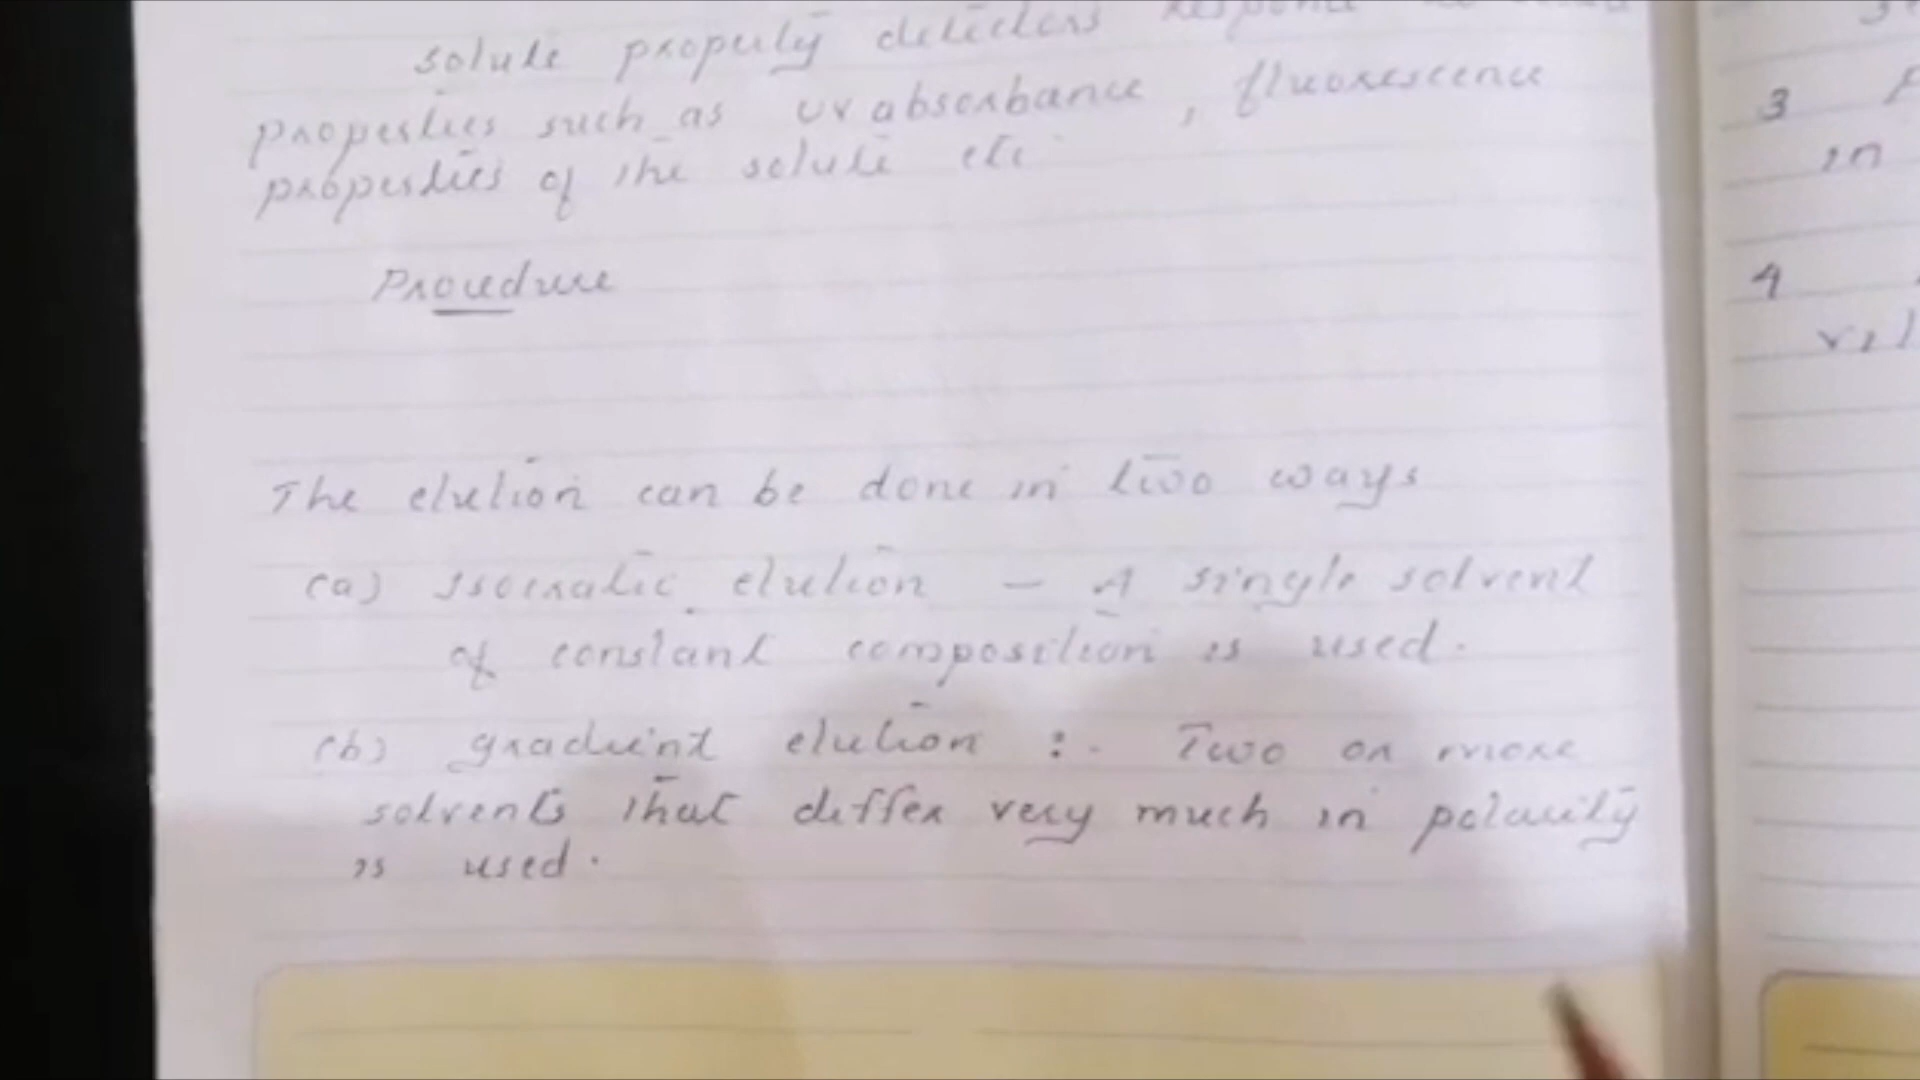 solute property detectors respond
properties such as UV absorbance, fluorescence
properties of the solute etc
Procedure
The elution can be done in two ways
(a) Isocratic elution - A single solvent
of constant composition is used.
(b) gradient elution :- Two or more
solvents that differ very much in polarity
is used.
3
in
4